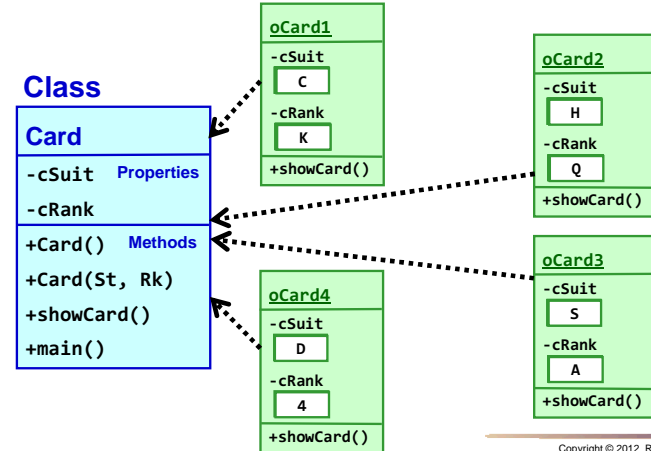 Class
Card
-cSuit Properties
-cRank
+Card() Methods
+Card(St, Rk)
+showCard()
+main()
oCard1
-cSuit
C
-cRank
K
+showCard()
oCard2
-cSuit
H
-cRank
Q
+showCard()
oCard4
-cSuit
D
-cRank
4
+showCard()
oCard3
-cSuit
S
-cRank
A
+showCard()
Copyright © 2012 R